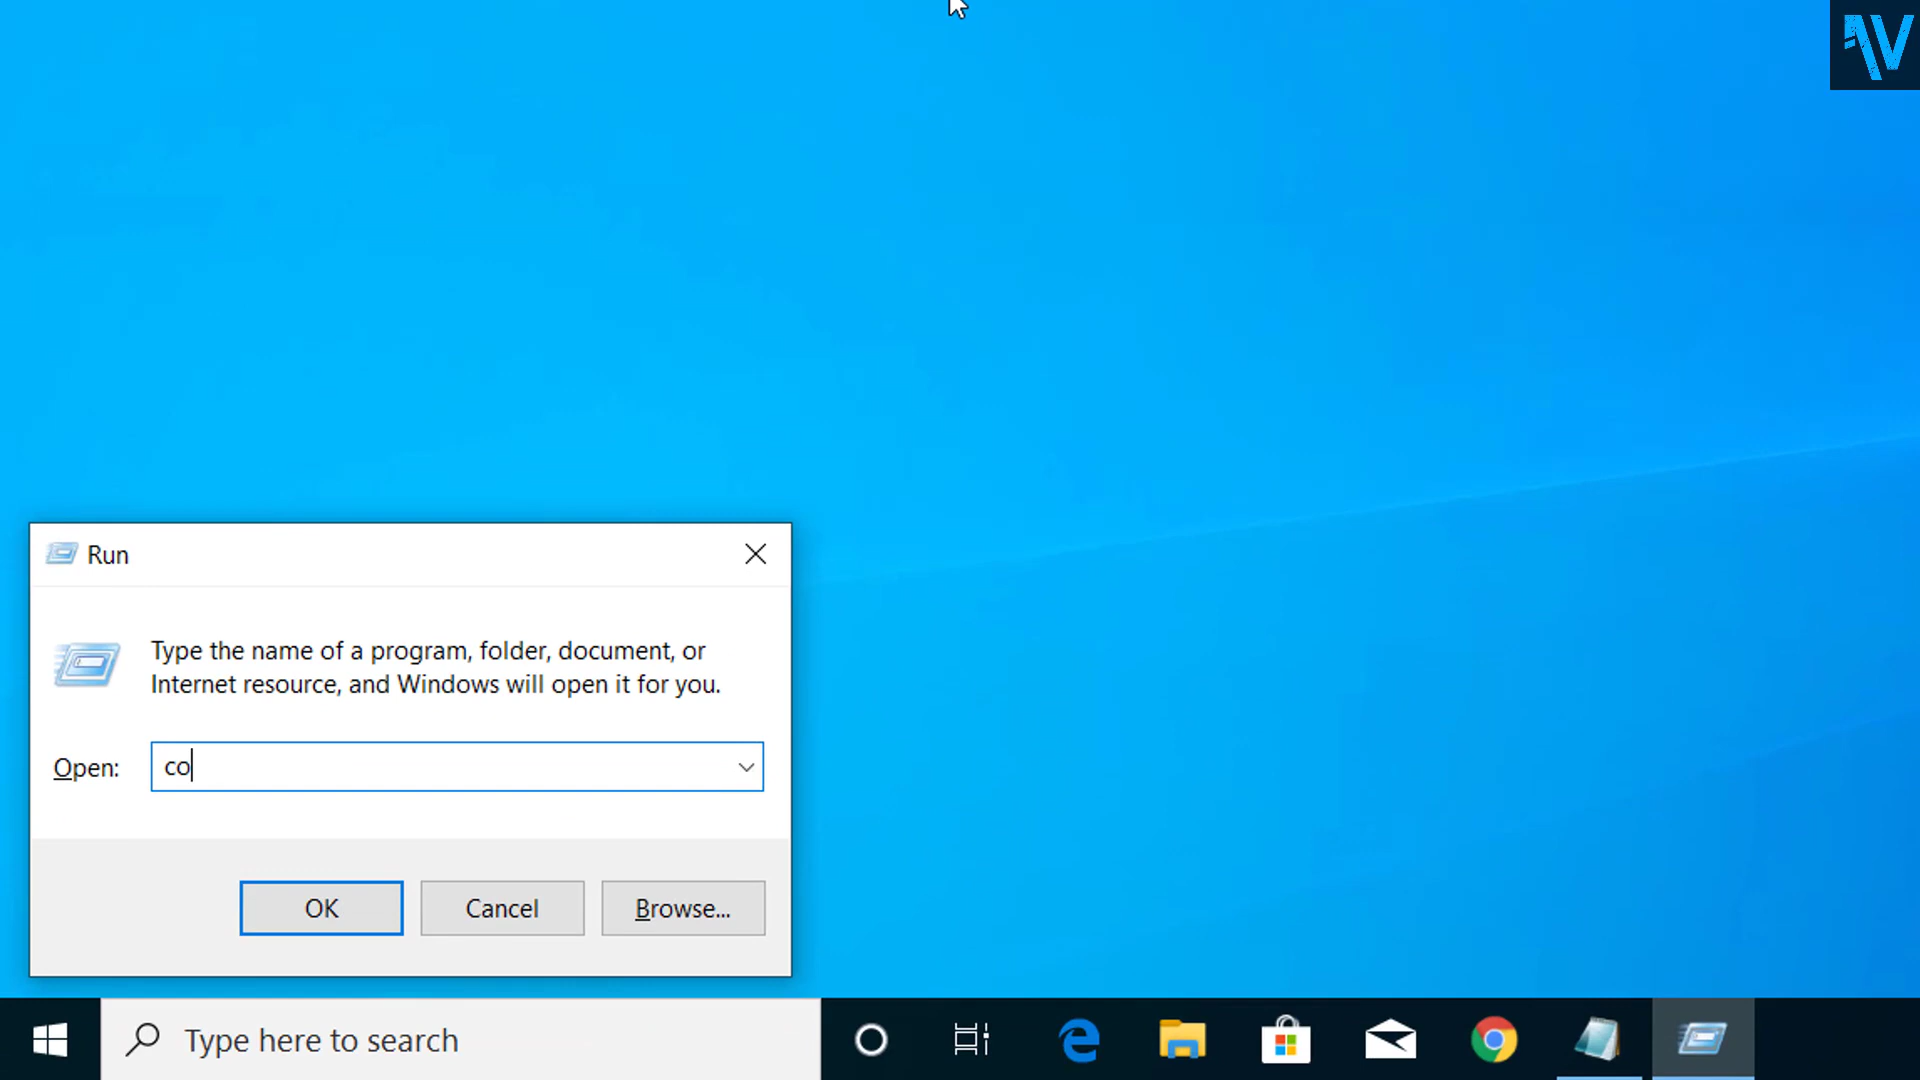 Run
Type the name of a program, folder, document, or
Internet resource, and Windows will open it for you.
Open: co
OK Cancel Browse...
Type here to search